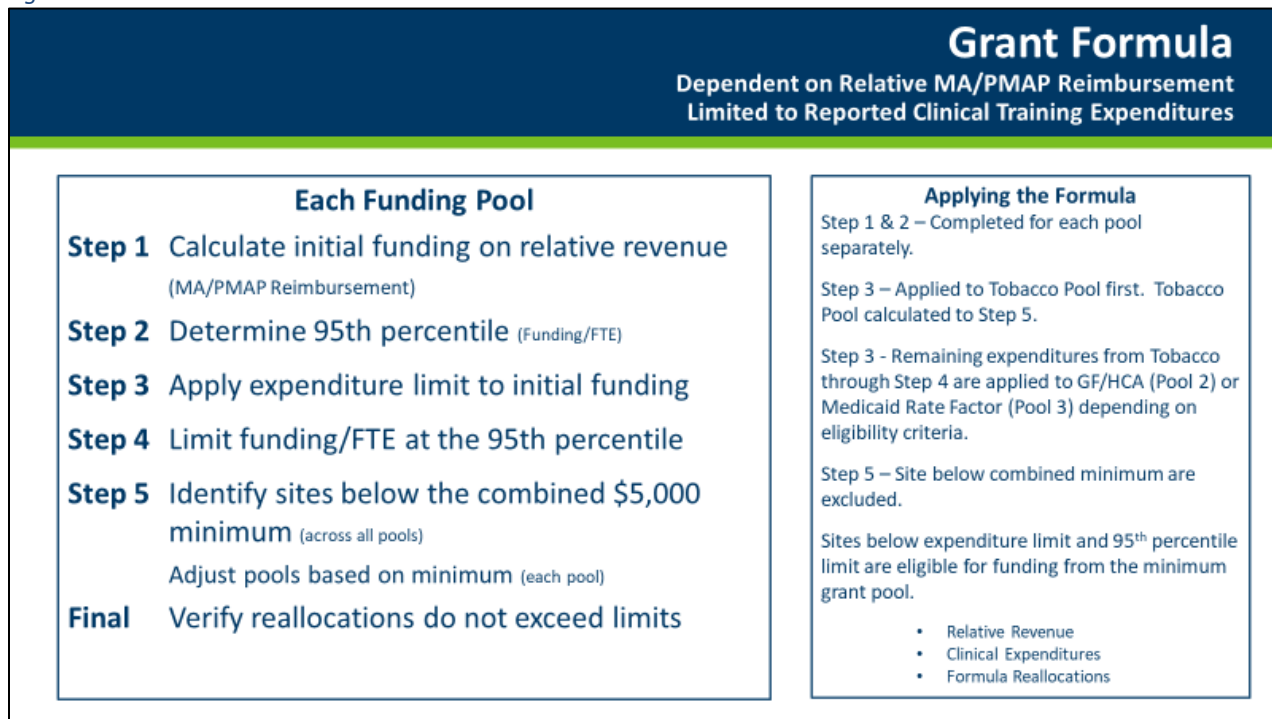 Grant Formula
Dependent on Relative MA/PMAP Reimbursement
Limited to Reported Clinical Training Expenditures
Each Funding Pool
Step 1 Calculate initial funding on relative revenue
(MA/PMAP Reimbursement)
Step 2 Determine 95th percentile (Funding/FTE)
Step 3 Apply expenditure limit to initial funding
Step 4 Limit funding/FTE at the 95th percentile
Step 5 Identify sites below the combined $5,000
minimum (across all pools)
Adjust pools based on minimum (each pool)
Final Verify reallocations do not exceed limits
Applying the Formula
Step 1 & 2 – Completed for each pool
separately.
Step 3 – Applied to Tobacco Pool first. Tobacco
Pool calculated to Step 5.
Step 3 - Remaining expenditures from Tobacco
through Step 4 are applied to GF/HCA (Pool 2) or
Medicaid Rate Factor (Pool 3) depending on
eligibility criteria.
Step 5 – Site below combined minimum are
excluded.
Sites below expenditure limit and 95th percentile
limit are eligible for funding from the minimum
grant pool.
• Relative Revenue
• Clinical Expenditures
• Formula Reallocations